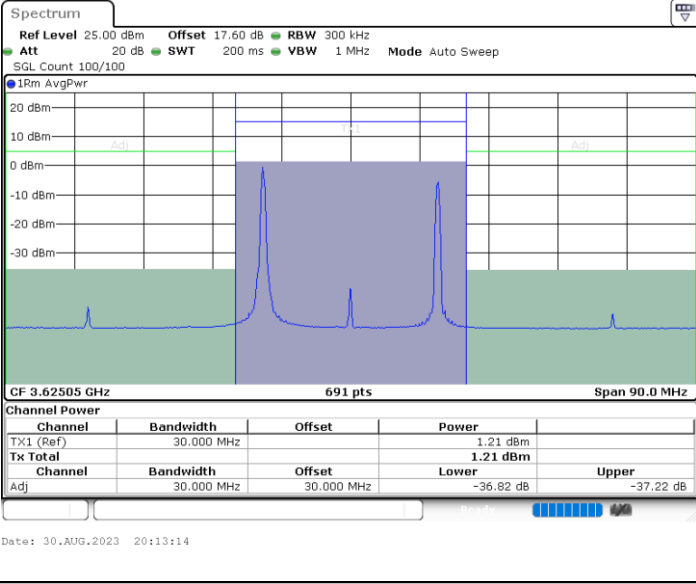 Spectrum
Ref Level 25.00 dBm Offset 17.60 dB RBW 300 kHz
Att 20 dB SWT 200 ms VBW 1 MHz Mode Auto Sweep
SGL Count 100/100
1Rm AvgPwr
20 dBm
TX1
10 dBm
Adj Adj
0 dBm
-10 dBm
-20 dBm
-30 dBm
CF 3.62505 GHz 691 pts Span 90.0 MHz
Channel Power
Channel Bandwidth Offset Power
TX1 (Ref) 30.000 MHz 1.21 dBm
Tx Total 1.21 dBm
Channel Bandwidth Offset Lower Upper
Adj 30.000 MHz 30.000 MHz -36.82 dB -37.22 dB
Ready
Date: 30.AUG.2023 20:13:14